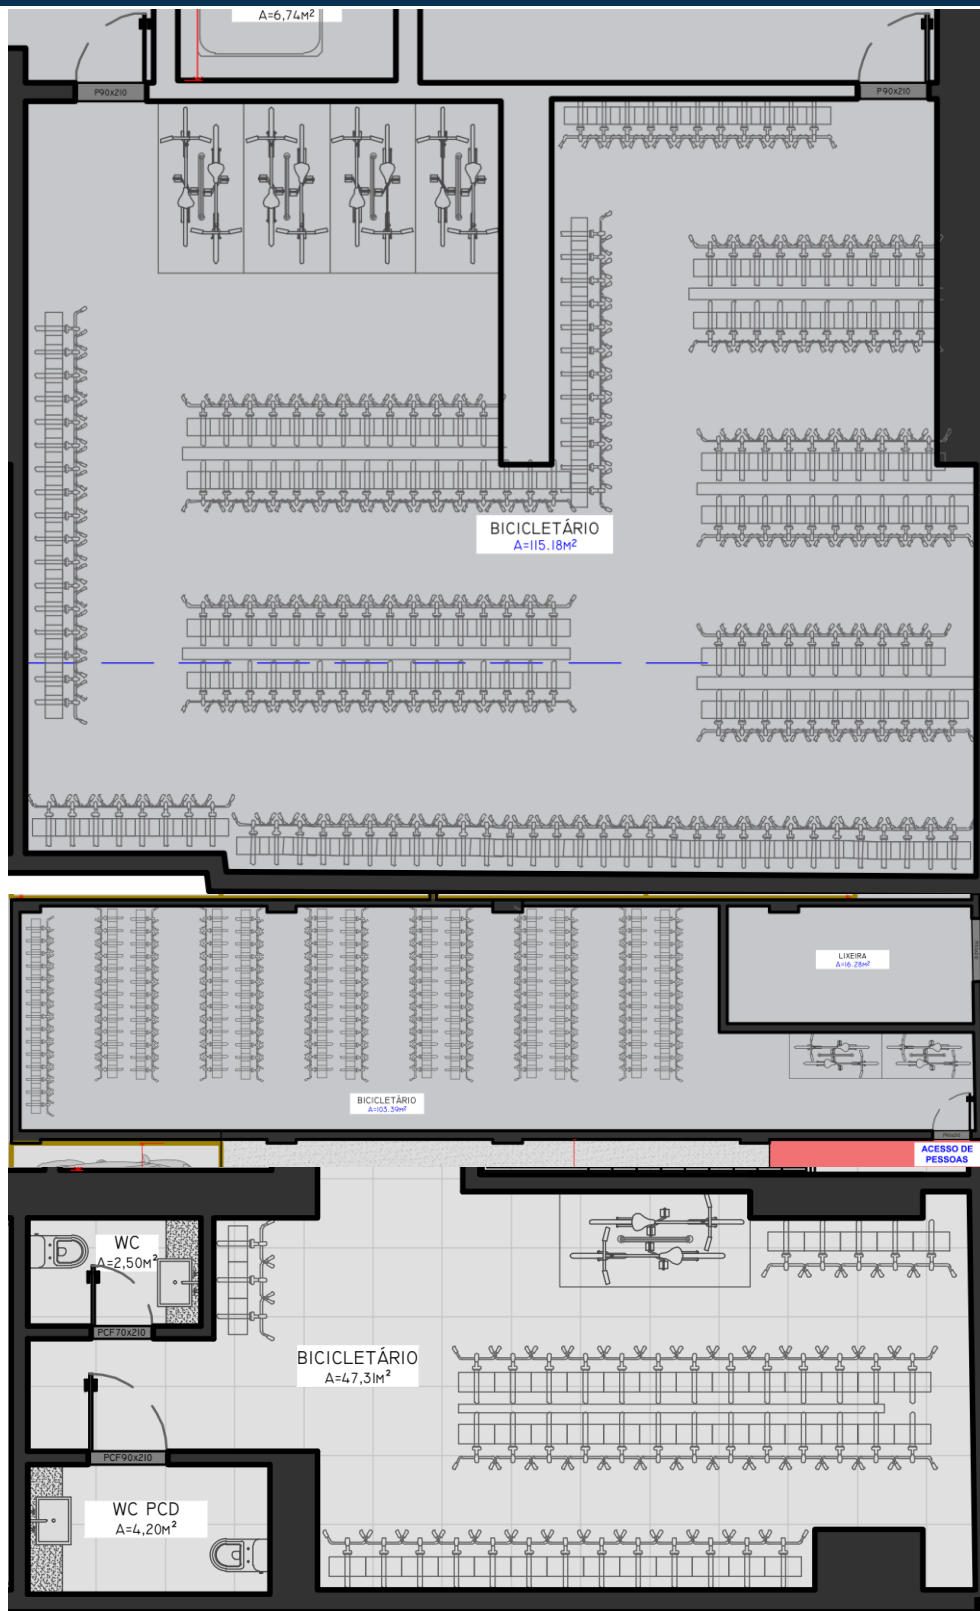 A=6,74M²
P90X210
P90X210
BICICLETÁRIO
A=115.18M²
LIXEIRA
A=16.28M²
BICICLETÁRIO
A=103.39M²
ACESSO DE
PESSOAS
WC
A=2,50M²
PCF70X210
BICICLETÁRIO
A=47,31M²
PCF90X210
WC PCD
A=4,20M²